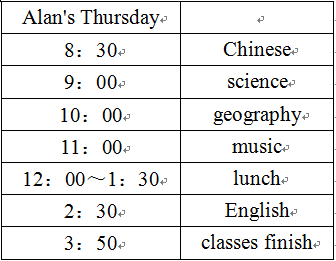 Alan's Thursday
8：30 Chinese
9：00 science
10：00 geography
11：00 music
12：00～1：30 lunch
2：30 English
3：50 classes finish